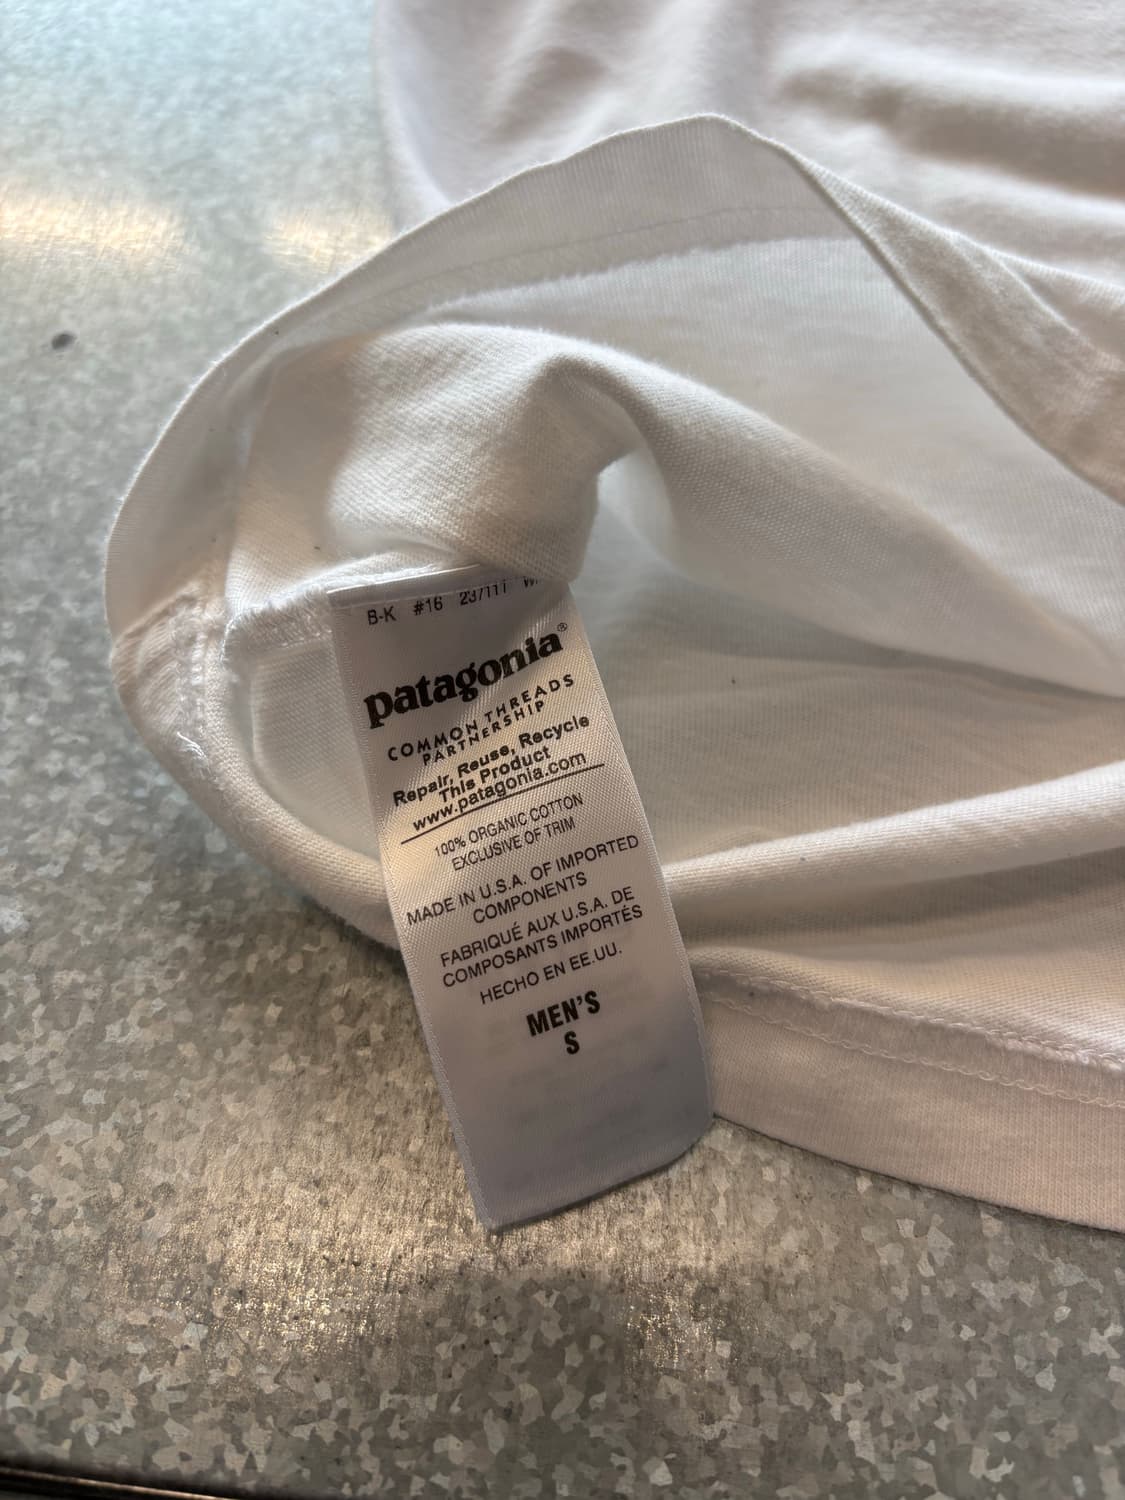 B-K #16 237111
patagonia®
COMMON THREADS
PARTNERSHIP
Repair, Reuse, Recycle
This Product
www.patagonia.com
100% ORGANIC COTTON
EXCLUSIVE OF TRIM
MADE IN U.S.A. OF IMPORTED
COMPONENTS
FABRIQUÉ AUX U.S.A. DE
COMPOSANTS IMPORTÉS
HECHO EN EE.UU.
MEN'S
S